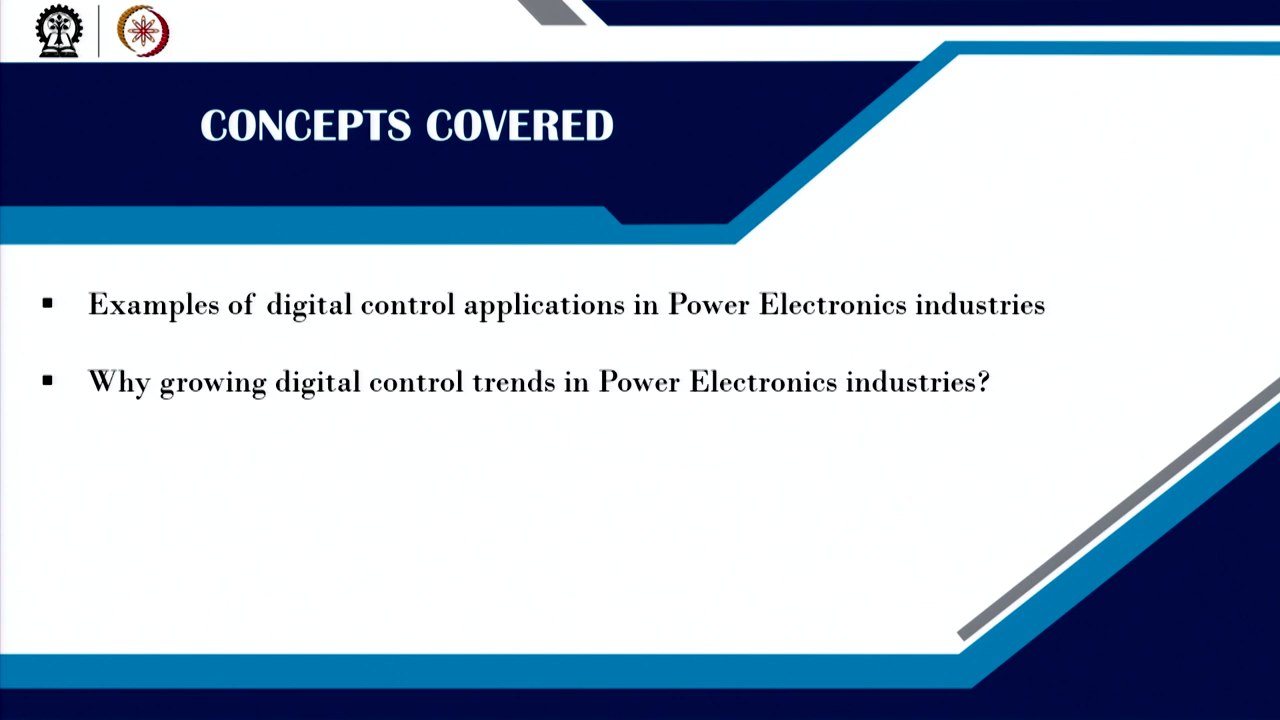 CONCEPTS COVERED
▪ Examples of digital control applications in Power Electronics industries
▪ Why growing digital control trends in Power Electronics industries?